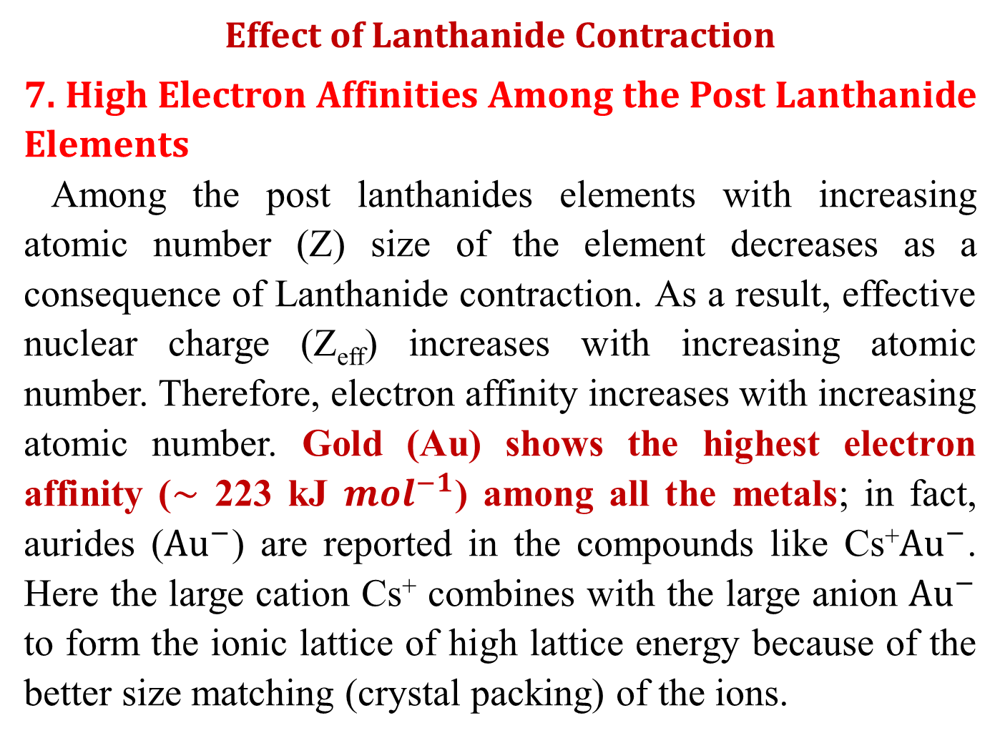 Effect of Lanthanide Contraction
7. High Electron Affinities Among the Post Lanthanide
Elements
Among the post lanthanides elements with increasing
atomic number (Z) size of the element decreases as a
consequence of Lanthanide contraction. As a result, effective
nuclear charge (Z_eff) increases with increasing atomic
number. Therefore, electron affinity increases with increasing
atomic number. Gold (Au) shows the highest electron
affinity (~ 223 kJ mol⁻¹) among all the metals; in fact,
aurides (Au⁻) are reported in the compounds like Cs⁺Au⁻.
Here the large cation Cs⁺ combines with the large anion Au⁻
to form the ionic lattice of high lattice energy because of the
better size matching (crystal packing) of the ions.